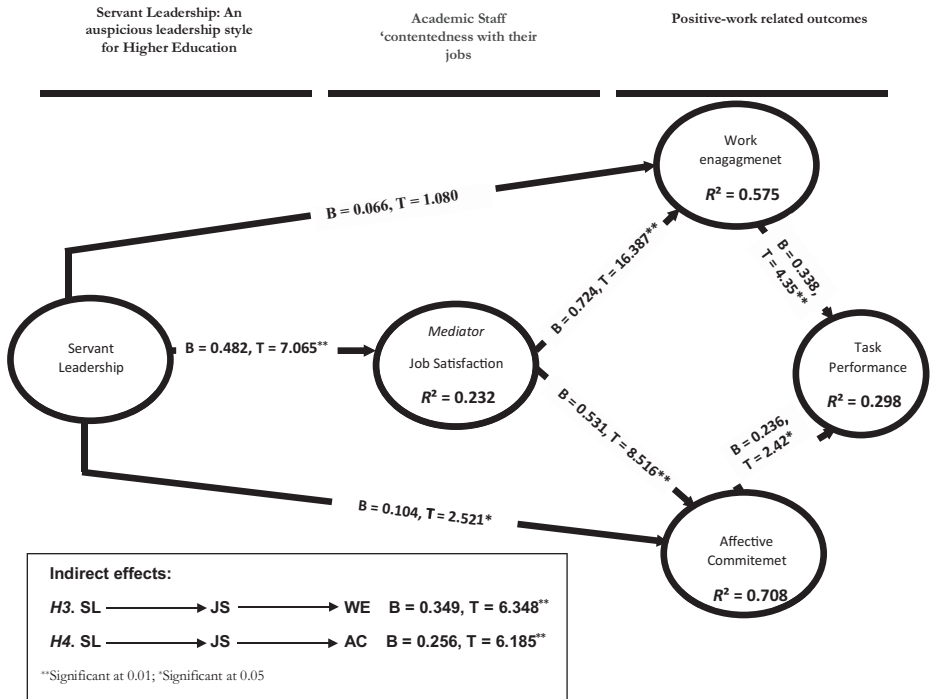 Servant Leadership: An
auspicious leadership style
for Higher Education
Academic Staff
‘contentedness with their
jobs
Positive-work related outcomes
Work
enagagmenet
R² = 0.575
B = 0.066, T = 1.080
B = 0.724, T = 16.387**
B = 0.338,
T = 4.35**
Servant
Leadership
B = 0.482, T = 7.065**
Mediator
Job Satisfaction
R² = 0.232
Task
Performance
R² = 0.298
B = 0.531, T = 8.516**
B = 0.236,
T = 2.42*
B = 0.104, T = 2.521*
Affective
Commitemet
R² = 0.708
Indirect effects:
H3. SL JS WE B = 0.349, T = 6.348**
H4. SL JS AC B = 0.256, T = 6.185**
**Significant at 0.01; *Significant at 0.05